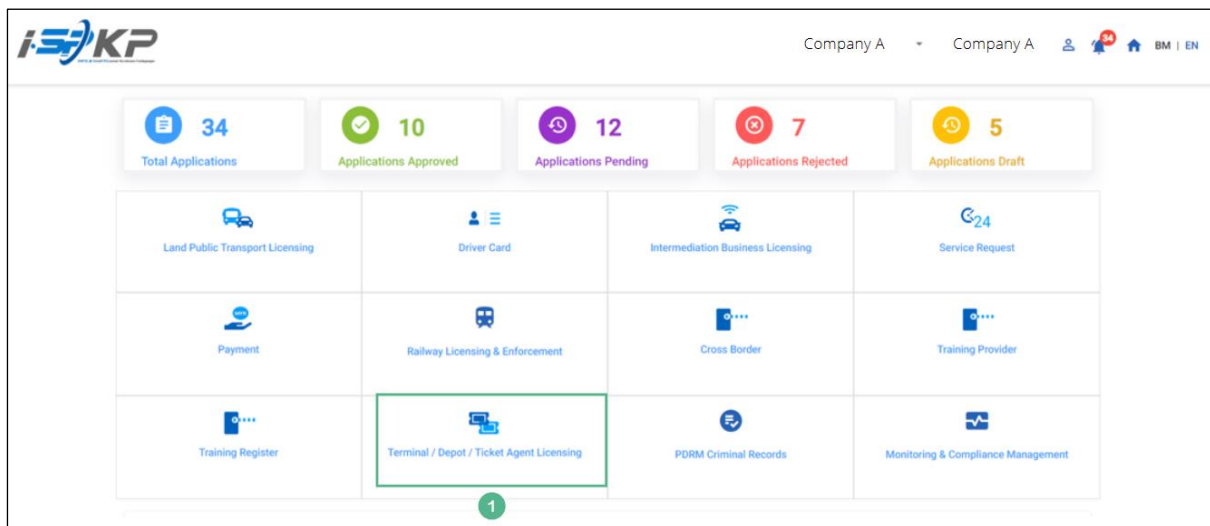 i-SPKP
Company A Company A 34 BM | EN
34 10 12 7 5
Total Applications Applications Approved Applications Pending Applications Rejected Applications Draft
24
Land Public Transport Licensing Driver Card Intermediation Business Licensing Service Request
Payment Railway Licensing & Enforcement Cross Border Training Provider
Training Register Terminal / Depot / Ticket Agent Licensing PDRM Criminal Records Monitoring & Compliance Management
1